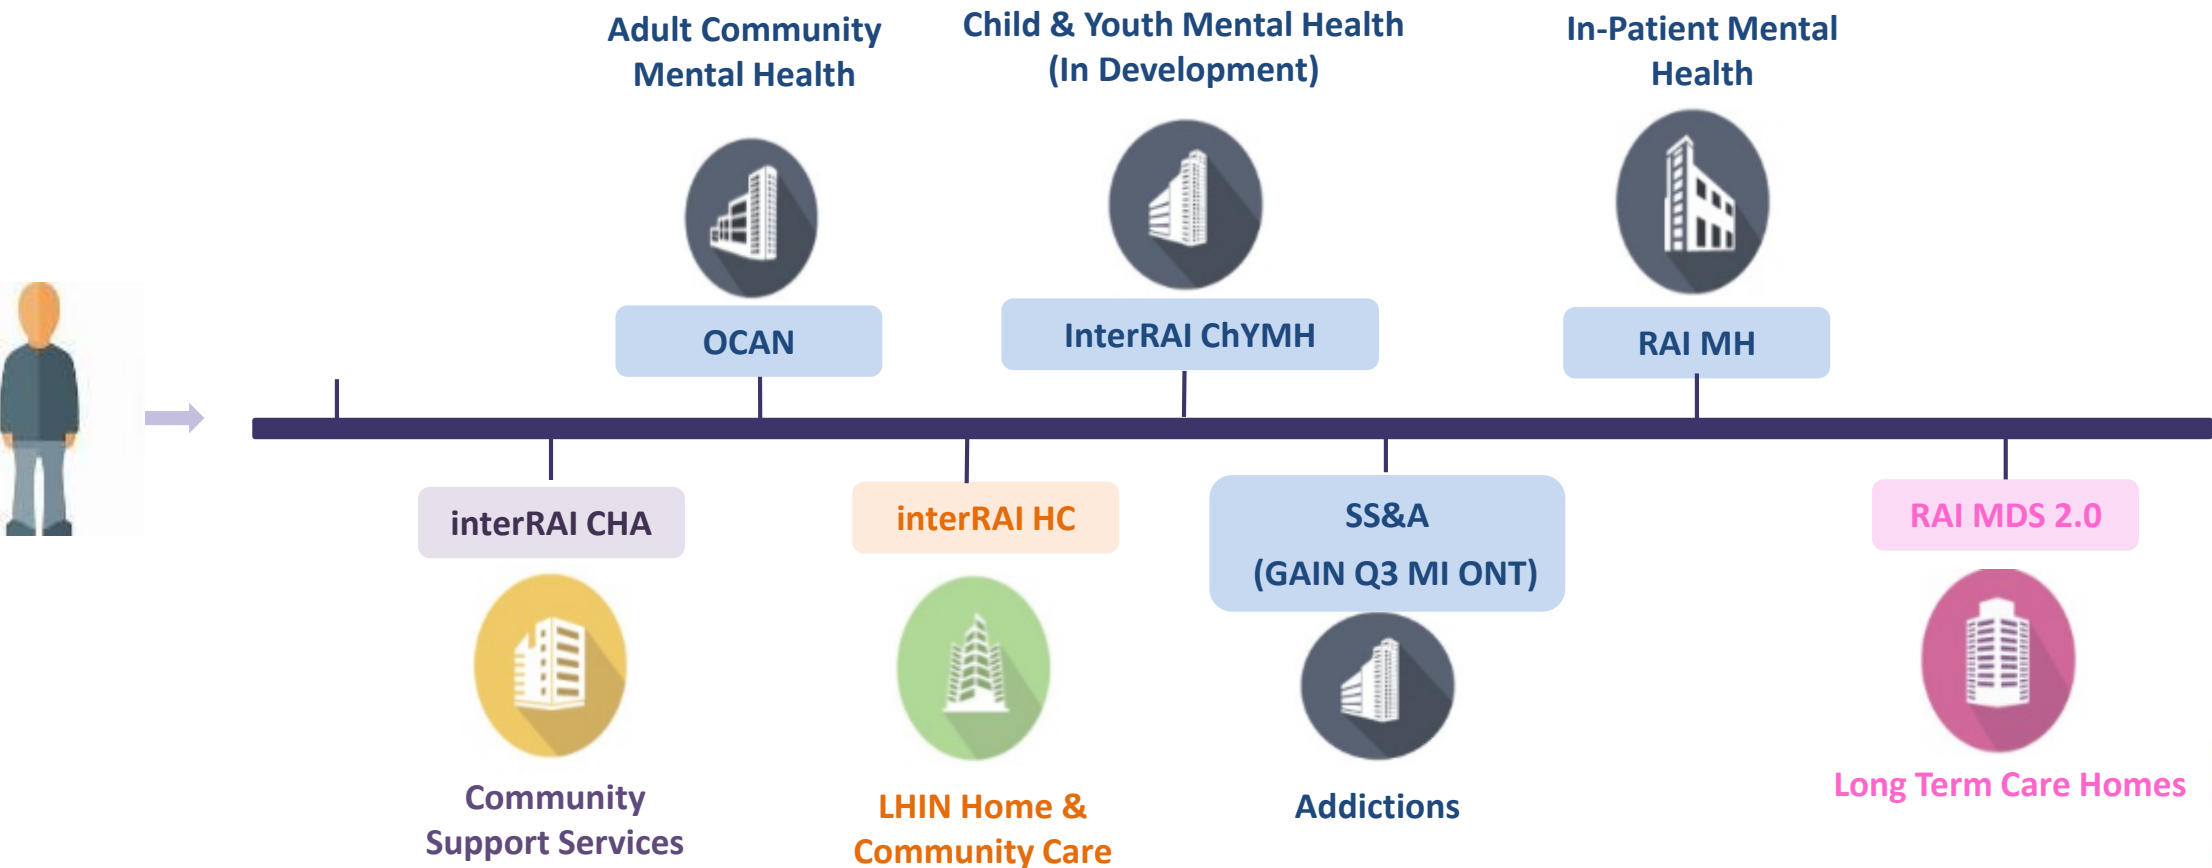 Adult Community
Mental Health
Child & Youth Mental Health
(In Development)
In-Patient Mental
Health
OCAN
InterRAI ChYMH
RAI MH
interRAI CHA
interRAI HC
SS&A
(GAIN Q3 MI ONT)
RAI MDS 2.0
Community
Support Services
LHIN Home &
Community Care
Addictions
Long Term Care Homes